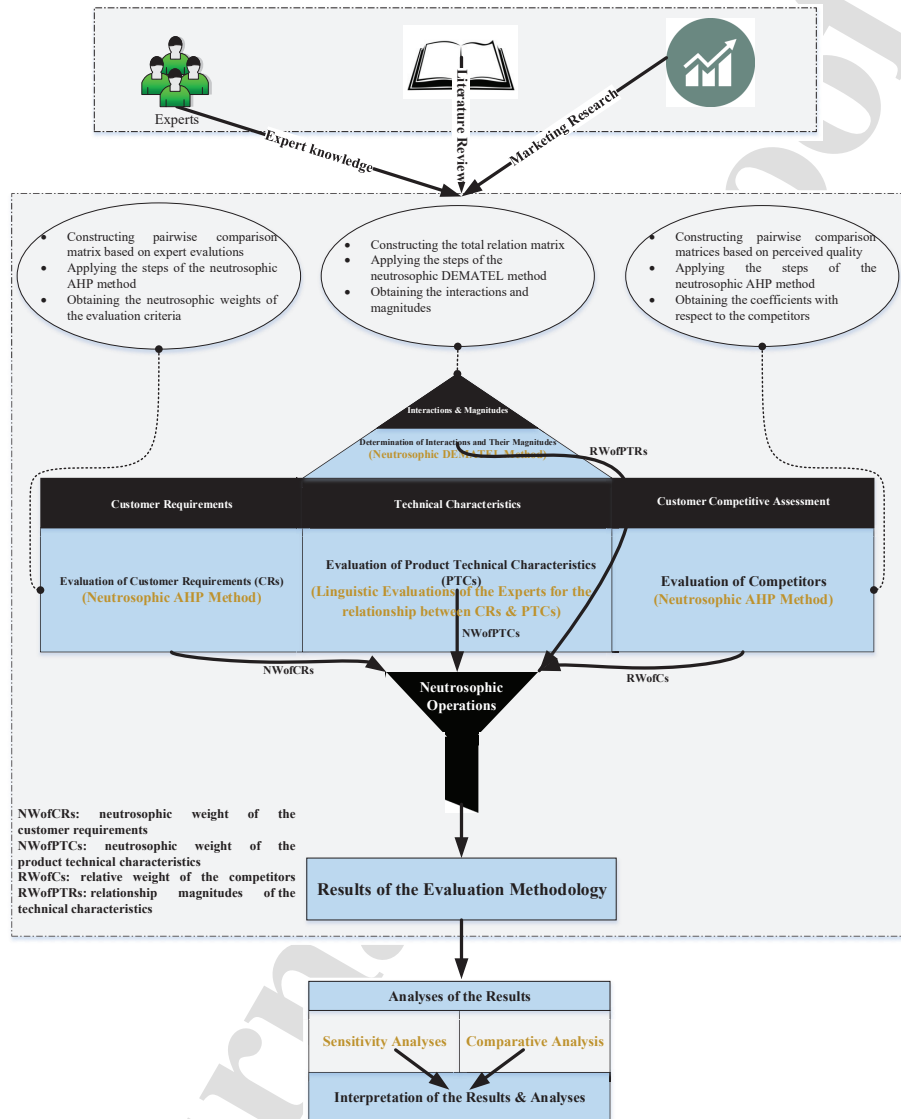 Experts
Expert knowledge
Literature Review
Marketing Research
• Constructing pairwise comparison
matrix based on expert evalutions
• Applying the steps of the neutrosophic
AHP method
• Obtaining the neutrosophic weights of
the evaluation criteria
• Constructing the total relation matrix
• Applying the steps of the
neutrosophic DEMATEL method
• Obtaining the interactions and
magnitudes
• Constructing pairwise comparison
matrices based on perceived quality
• Applying the steps of the
neutrosophic AHP method
• Obtaining the coefficients with
respect to the competitors
Interactions & Magnitudes
Determination of Interactions and Their Magnitudes
(Neutrosophic DEMATEL Method)
RWofPTRs
Customer Requirements
Technical Characteristics
Customer Competitive Assessment
Evaluation of Customer Requirements (CRs)
(Neutrosophic AHP Method)
Evaluation of Product Technical Characteristics
(PTCs)
(Linguistic Evaluations of the Experts for the
relationship between CRs & PTCs)
Evaluation of Competitors
(Neutrosophic AHP Method)
NWofPTCs
NWofCRs
RWofCs
Neutrosophic
Operations
NWofCRs: neutrosophic weight of the
customer requirements
NWofPTCs: neutrosophic weight of the
product technical characteristics
RWofCs: relative weight of the competitors
RWofPTRs: relationship magnitudes of the
technical characteristics
Results of the Evaluation Methodology
Analyses of the Results
Sensitivity Analyses
Comparative Analysis
Interpretation of the Results & Analyses